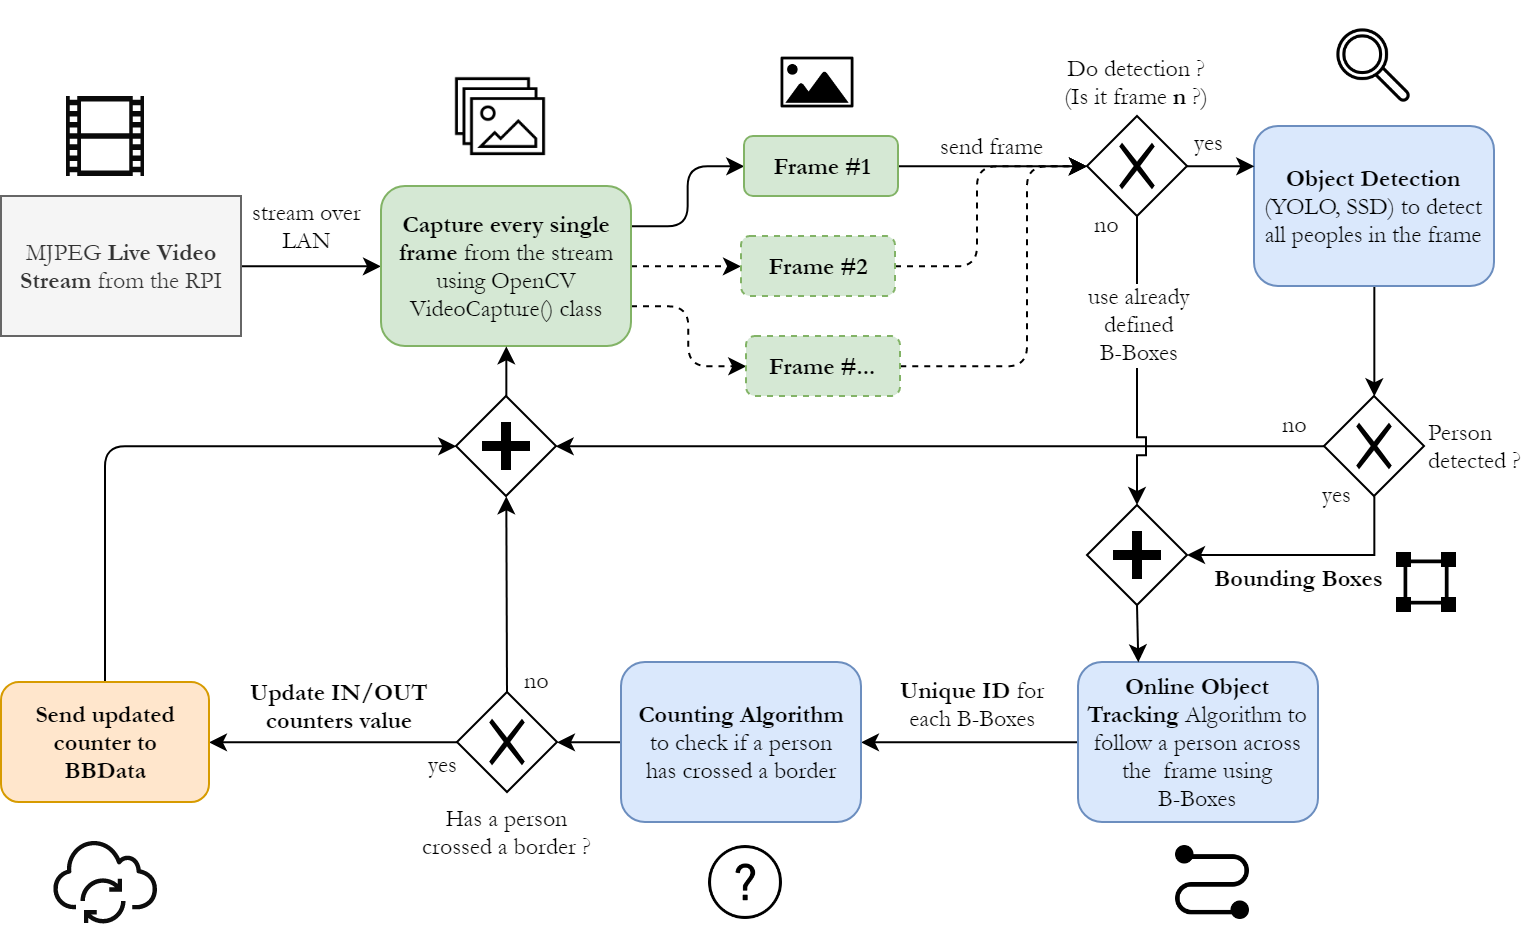 Do detection ?
(Is it frame n ?)
Frame #1
send frame
yes
Object Detection
(YOLO, SSD) to detect
all peoples in the frame
stream over
LAN
MJPEG Live Video
Stream from the RPI
Capture every single
frame from the stream
using OpenCV
VideoCapture() class
no
Frame #2
use already
defined
B-Boxes
Frame #...
no
Person
detected ?
yes
Bounding Boxes
Update IN/OUT
counters value
no
Send updated
counter to
BBData
yes
Has a person
crossed a border ?
Counting Algorithm
to check if a person
has crossed a border
Unique ID for
each B-Boxes
Online Object
Tracking Algorithm to
follow a person across
the frame using
B-Boxes
?